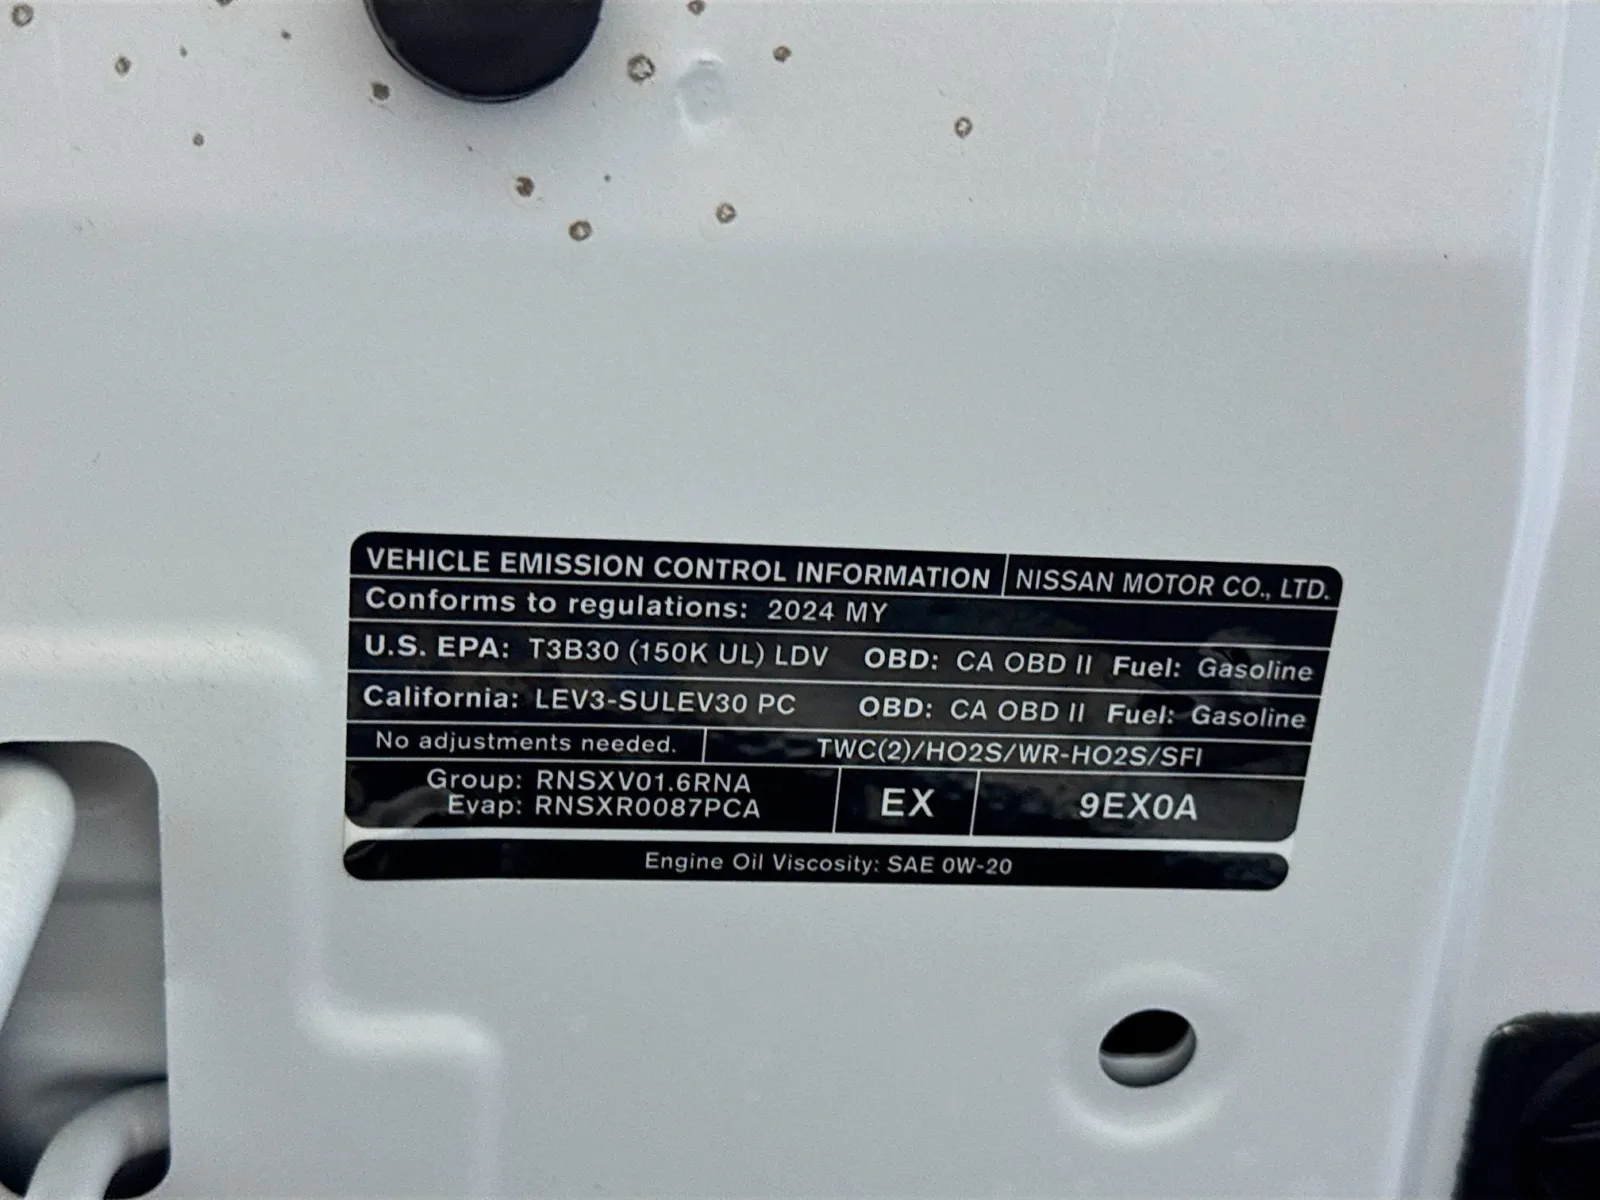 VEHICLE EMISSION CONTROL INFORMATION NISSAN MOTOR CO., LTD.
Conforms to regulations: 2024 MY
U.S. EPA: T3B30 (150K UL) LDV OBD: CA OBD II Fuel: Gasoline
California: LEV3-SULEV30 PC OBD: CA OBD II Fuel: Gasoline
No adjustments needed. TWC(2)/HO2S/WR-HO2S/SFI
Group: RNSXV01.6RNA
Evap: RNSXR0087PCA
EX 9EX0A
Engine Oil Viscosity: SAE 0W-20